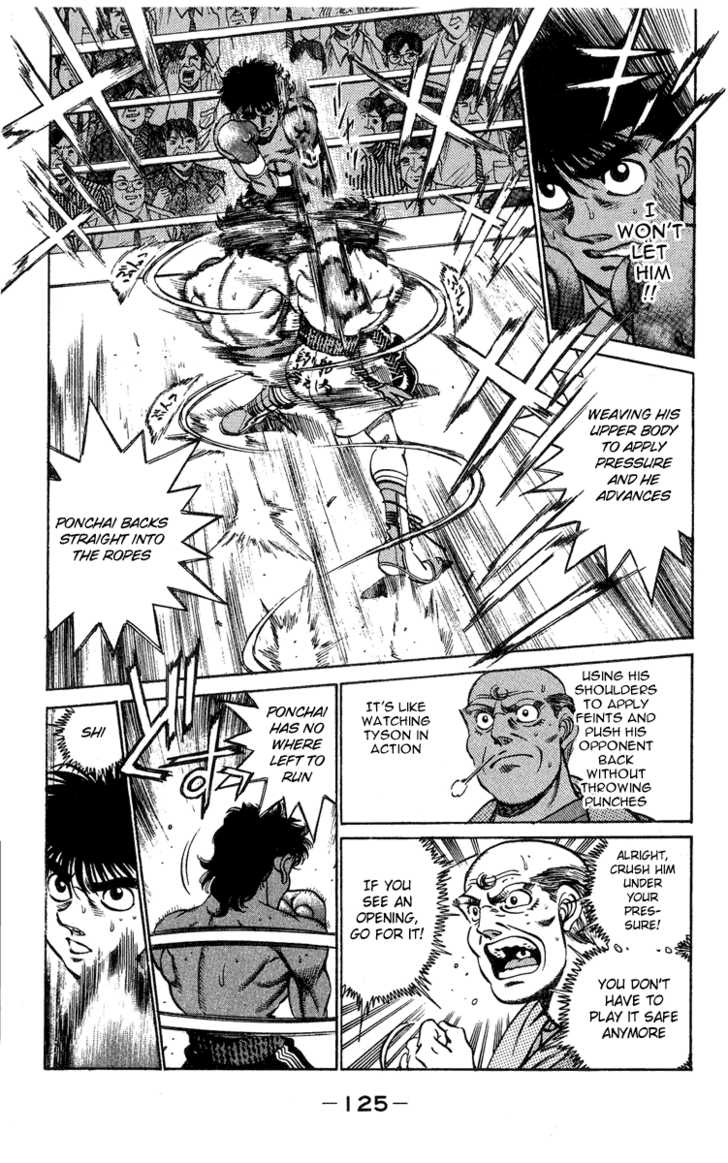 I
WON'T
LET
HIM
!!
WEAVING HIS
UPPER BODY
TO APPLY
PRESSURE
AND HE
ADVANCES
PONCHAI BACKS
STRAIGHT INTO
THE ROPES
USING HIS
SHOULDERS
TO APPLY
FEINTS AND
PUSH HIS
OPPONENT
BACK
WITHOUT
THROWING
PUNCHES
IT'S LIKE
WATCHING
TYSON IN
ACTION
PONCHAI
HAS NO
WHERE
LEFT TO
RUN
SH!
ALRIGHT,
CRUSH HIM
UNDER
YOUR
PRES-
SURE!
IF YOU
SEE AN
OPENING,
GO FOR IT!
YOU DON'T
HAVE TO
PLAY IT SAFE
ANYMORE
-125-